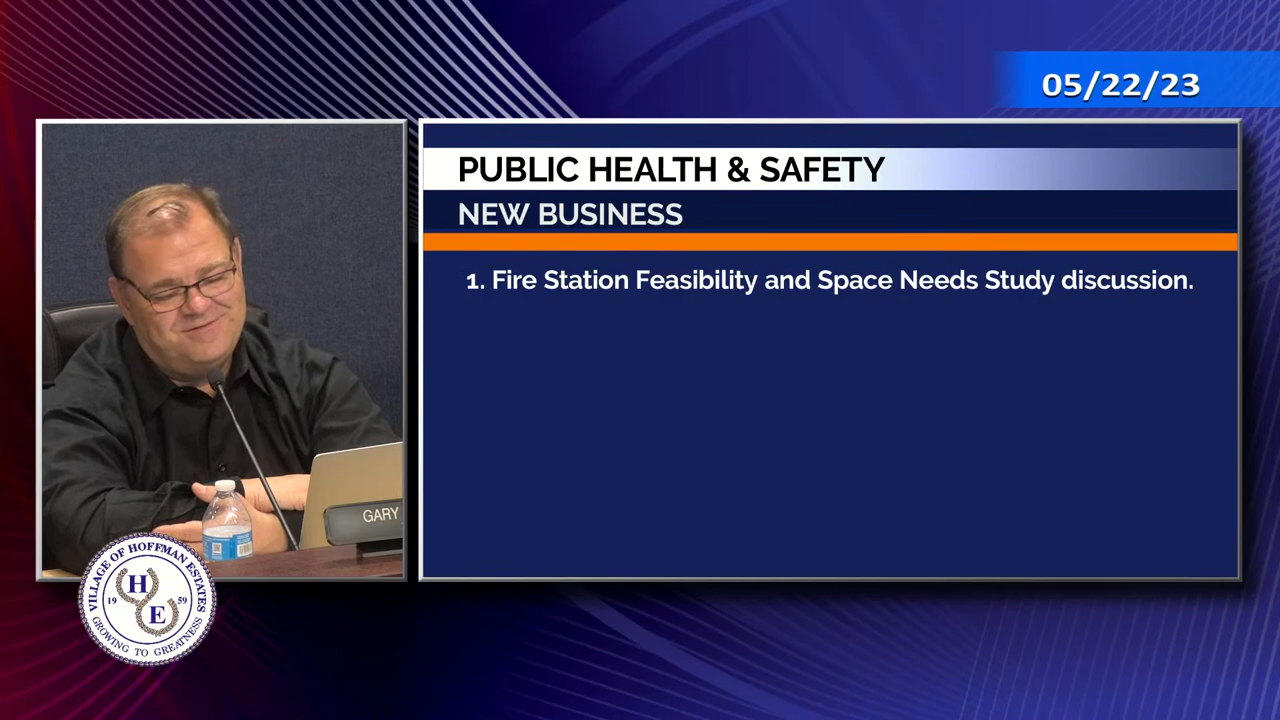 05/22/23
PUBLIC HEALTH & SAFETY
NEW BUSINESS
1. Fire Station Feasibility and Space Needs Study discussion.
GARY
VILLAGE OF HOFFMAN ESTATES
H
19 59
E
GROWING TO GREATNESS